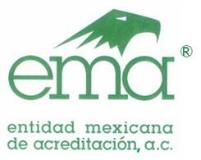 ema®
entidad mexicana
de acreditación, a.c.